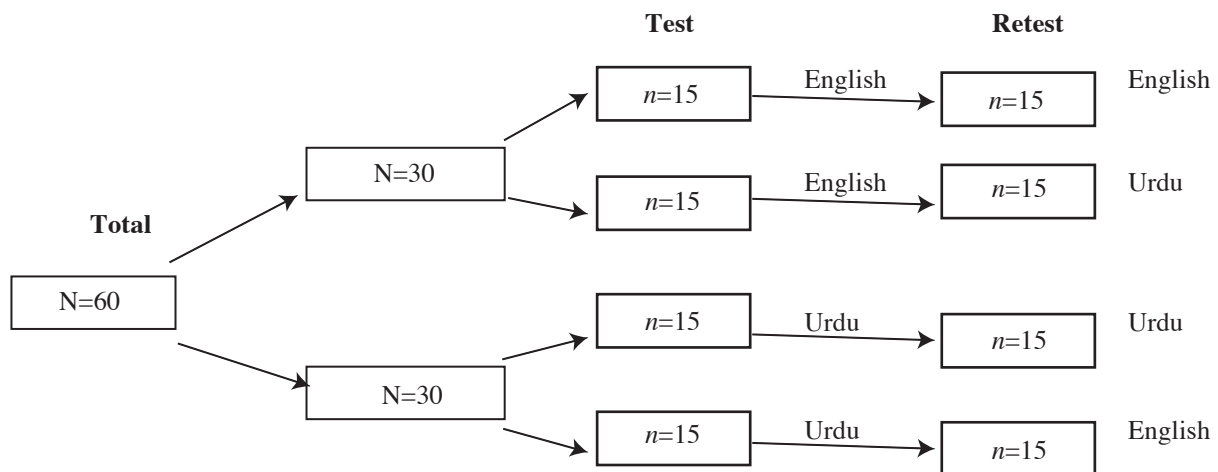 Test Retest
n=15 English n=15 English
N=30
n=15 English n=15 Urdu
Total
N=60
n=15 Urdu n=15 Urdu
N=30
n=15 Urdu n=15 English